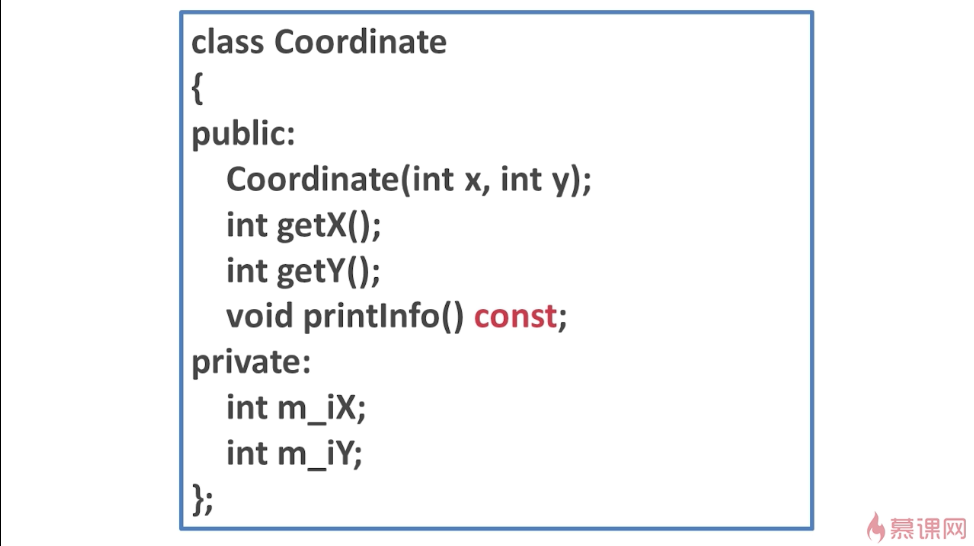 class Coordinate
{
public:
Coordinate(int x, int y);
int getX();
int getY();
void printInfo() const;
private:
int m_iX;
int m_iY;
};
慕课网